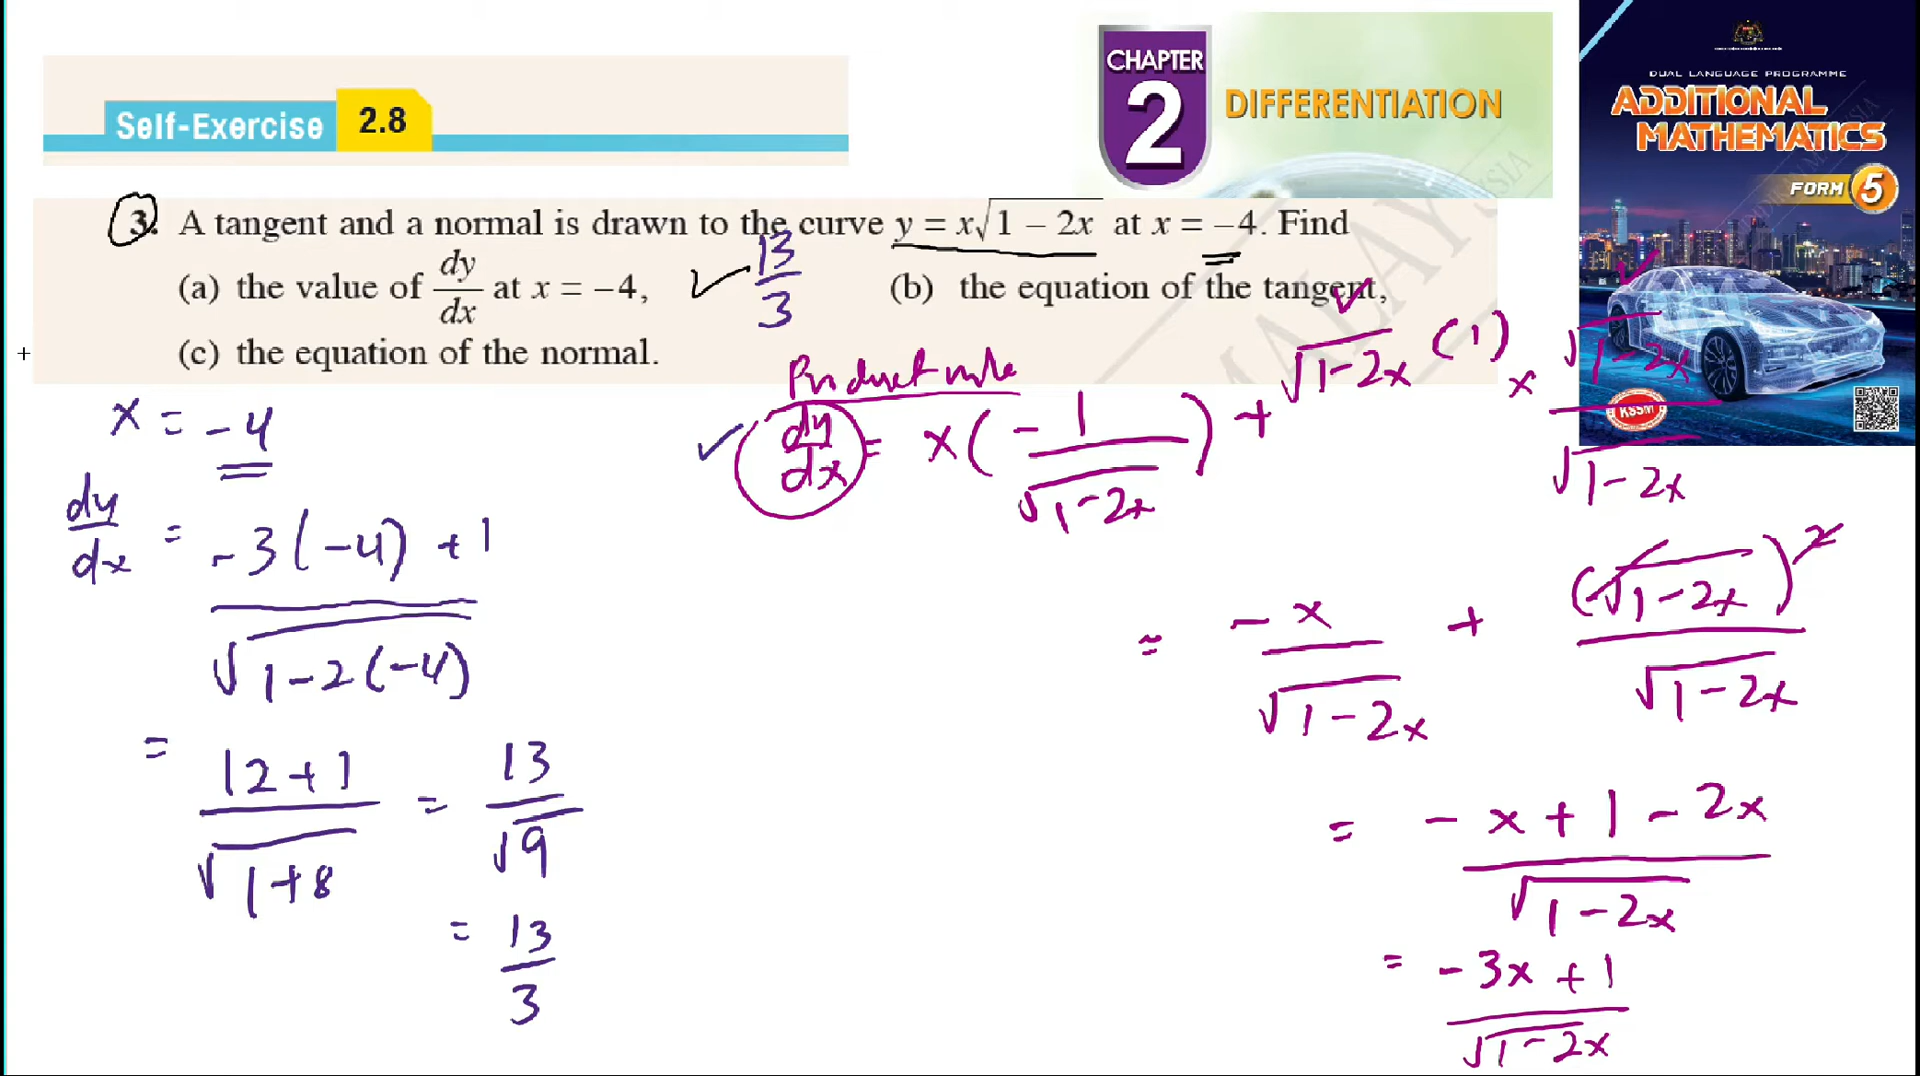 Self-Exercise 2.8
CHAPTER 2 DIFFERENTIATION
DUAL LANGUAGE PROGRAMME
ADDITIONAL
MATHEMATICS
FORM 5
KSSM
3. A tangent and a normal is drawn to the curve y = x√(1 – 2x) at x = –4. Find
(a) the value of dy/dx at x = –4, ✓ 13/3
(b) the equation of the tangent,
(c) the equation of the normal.
MALAYSIA
x = -4
dy/dx = (-3(-4) + 1)/√(1-2(-4))
= (12+1)/√(1+8) = 13/√9
= 13/3
Product rule
✓ dy/dx = x(-1/√(1-2x)) + √(1-2x) (1) × √(1-2x)/√(1-2x)
= -x/√(1-2x) + (√(1-2x))²/√(1-2x)
= (-x+1-2x)/√(1-2x)
= (-3x+1)/√(1-2x)